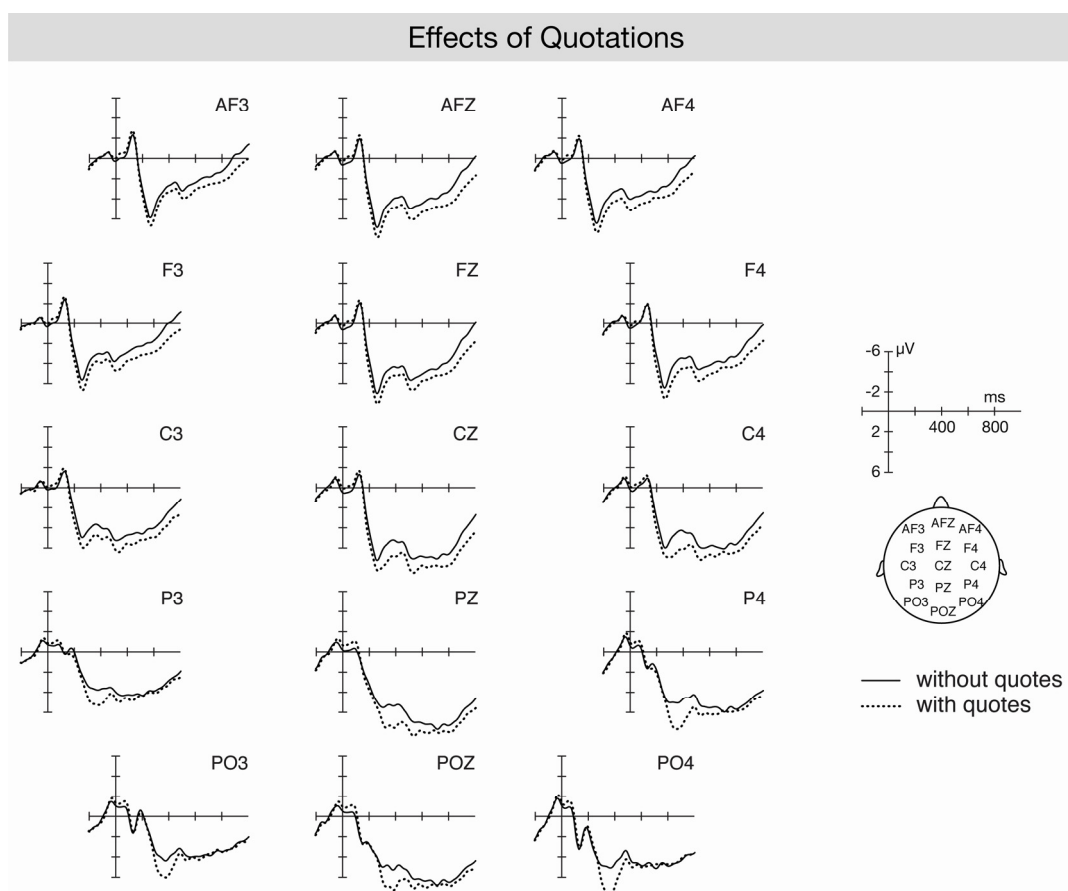 Effects of Quotations
AF3 AFZ AF4
F3 FZ F4
-6 µV
-2
ms
400 800
2
6
C3 CZ C4
AF3 AFZ AF4
F3 FZ F4
C3 CZ C4
P3 PZ P4
PO3 POZ PO4
P3 PZ P4
without quotes
with quotes
PO3 POZ PO4